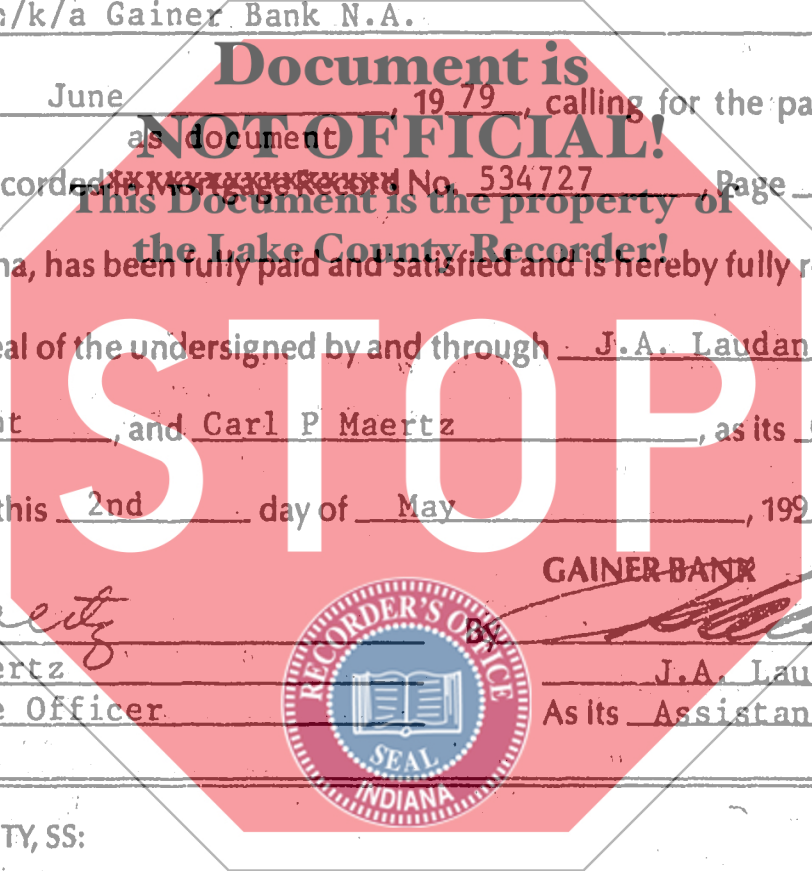 n/k/a Gainer Bank N.A.
Document is
June , 19 79 , calling for the pa
as document
NOT OFFICIAL!
corded in Mortgage Record No. 534727 , Page
This Document is the property of
the Lake County Recorder!
na, has been fully paid and satisfied and is hereby fully r
eal of the undersigned by and through J.A. Laudan
STOP
t , and Carl P Maertz , as its
this 2nd day of May , 199
GAINER BANK
ertz
By
RECORDER'S OFFICE
ertz J.A. Lau
e Officer As its Assistan
SEAL
INDIANA
TY, SS: